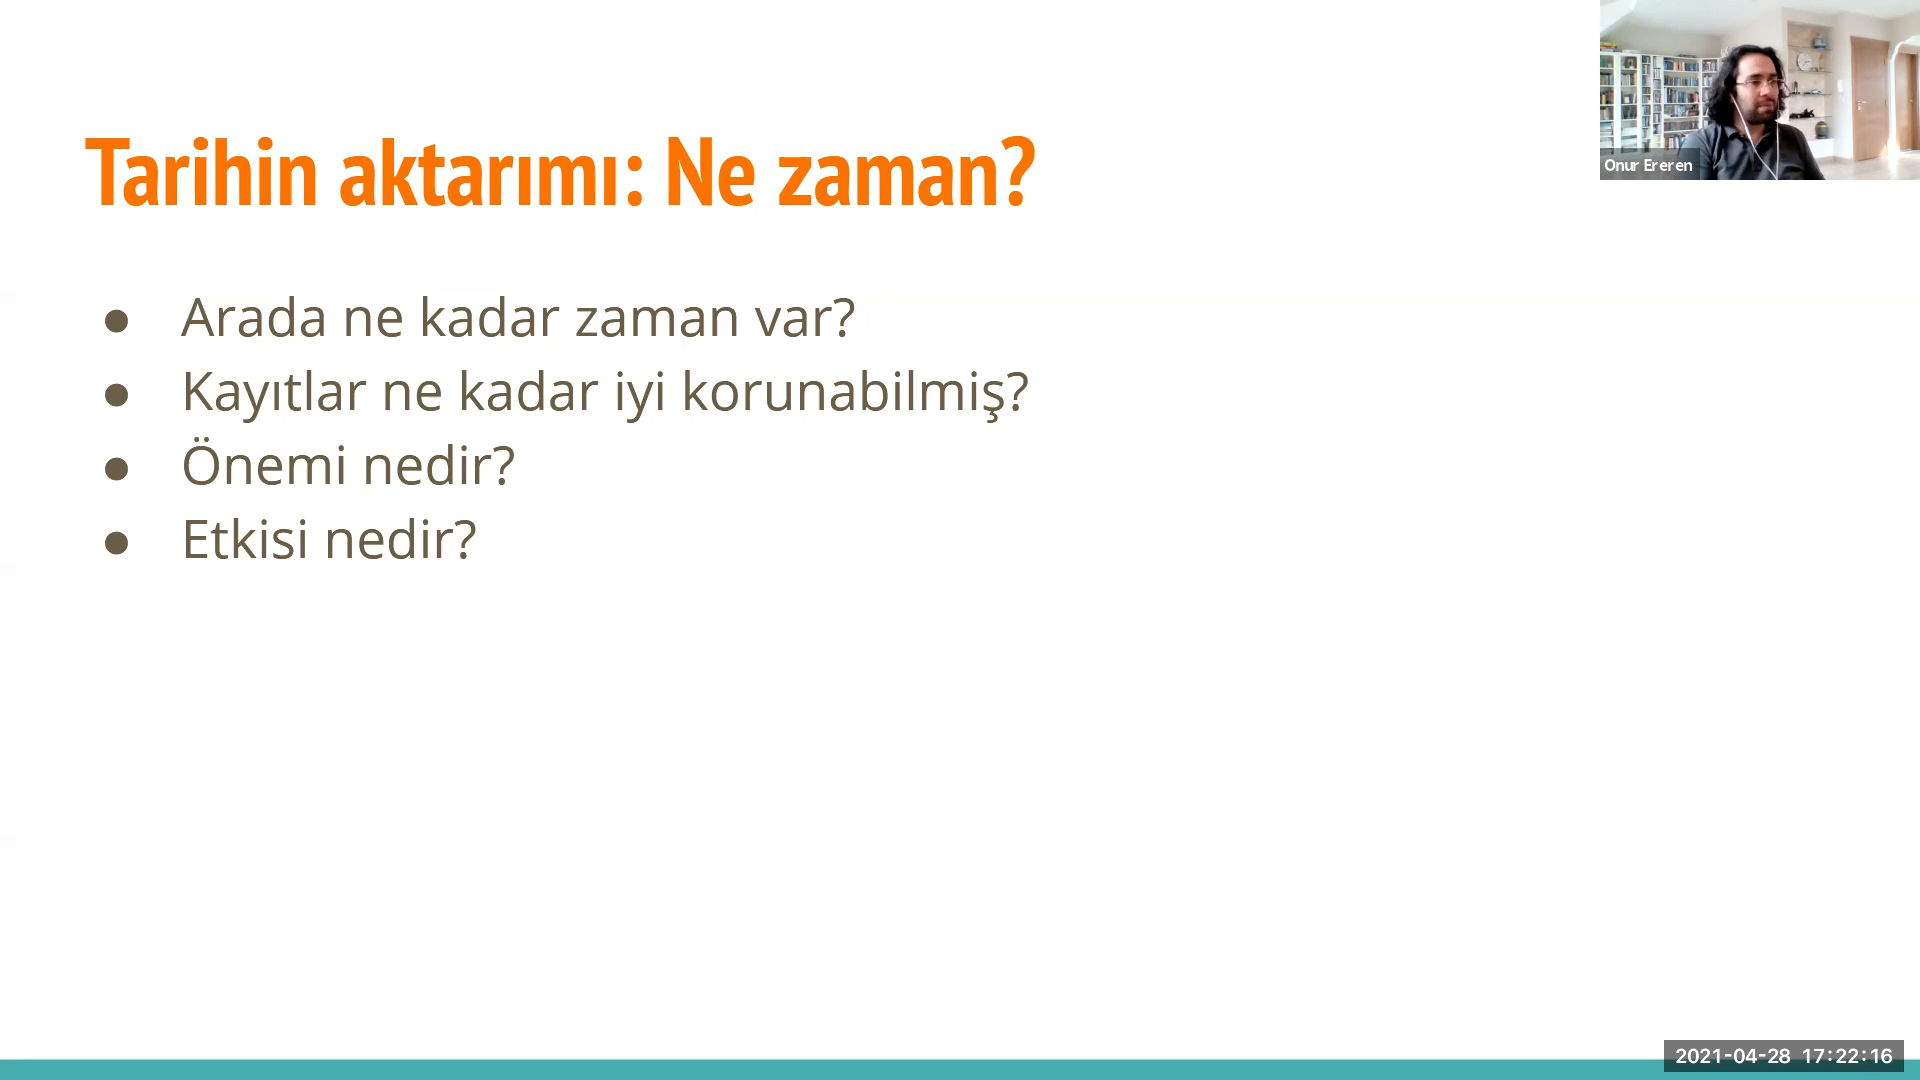 Tarihin aktarımı: Ne zaman?
Onur Ereren
● Arada ne kadar zaman var?
● Kayıtlar ne kadar iyi korunabilmiş?
● Önemi nedir?
● Etkisi nedir?
2021-04-28 17:22:16